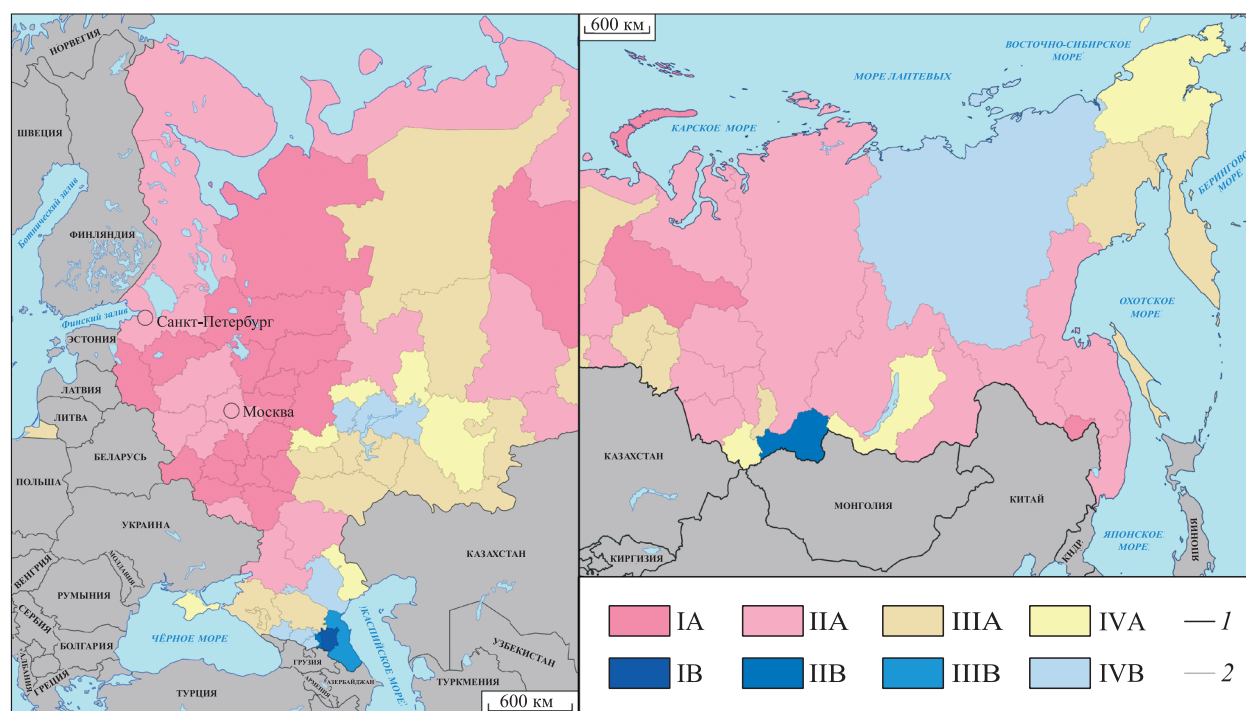 НОРВЕГИЯ
ШВЕЦИЯ
Ботнический залив
ФИНЛЯНДИЯ
Финский залив
Санкт-Петербург
ЭСТОНИЯ
ЛАТВИЯ
ЛИТВА
Москва
БЕЛАРУСЬ
ПОЛЬША
УКРАИНА
КАЗАХСТАН
ВЕНГРИЯ
МОЛДАВИЯ
РУМЫНИЯ
СЕРБИЯ
БОЛГАРИЯ
ЧЁРНОЕ МОРЕ
КАСПИЙСКОЕ МОРЕ
АЛБАНИЯ
ГРЕЦИЯ
ГРУЗИЯ
АРМЕНИЯ
АЗЕРБАЙДЖАН
УЗБЕКИСТАН
ТУРКМЕНИЯ
ТУРЦИЯ
600 км
600 км
ВОСТОЧНО-СИБИРСКОЕ
МОРЕ
МОРЕ ЛАПТЕВЫХ
КАРСКОЕ МОРЕ
БЕРИНГОВО
МОРЕ
ОХОТСКОЕ
МОРЕ
КАЗАХСТАН
МОНГОЛИЯ
КИТАЙ
КИРГИЗИЯ
КНДР
ЯПОНСКОЕ
МОРЕ
ЯПОНИЯ
IA IIA IIIA IVA 1
IB IIB IIIB IVB 2